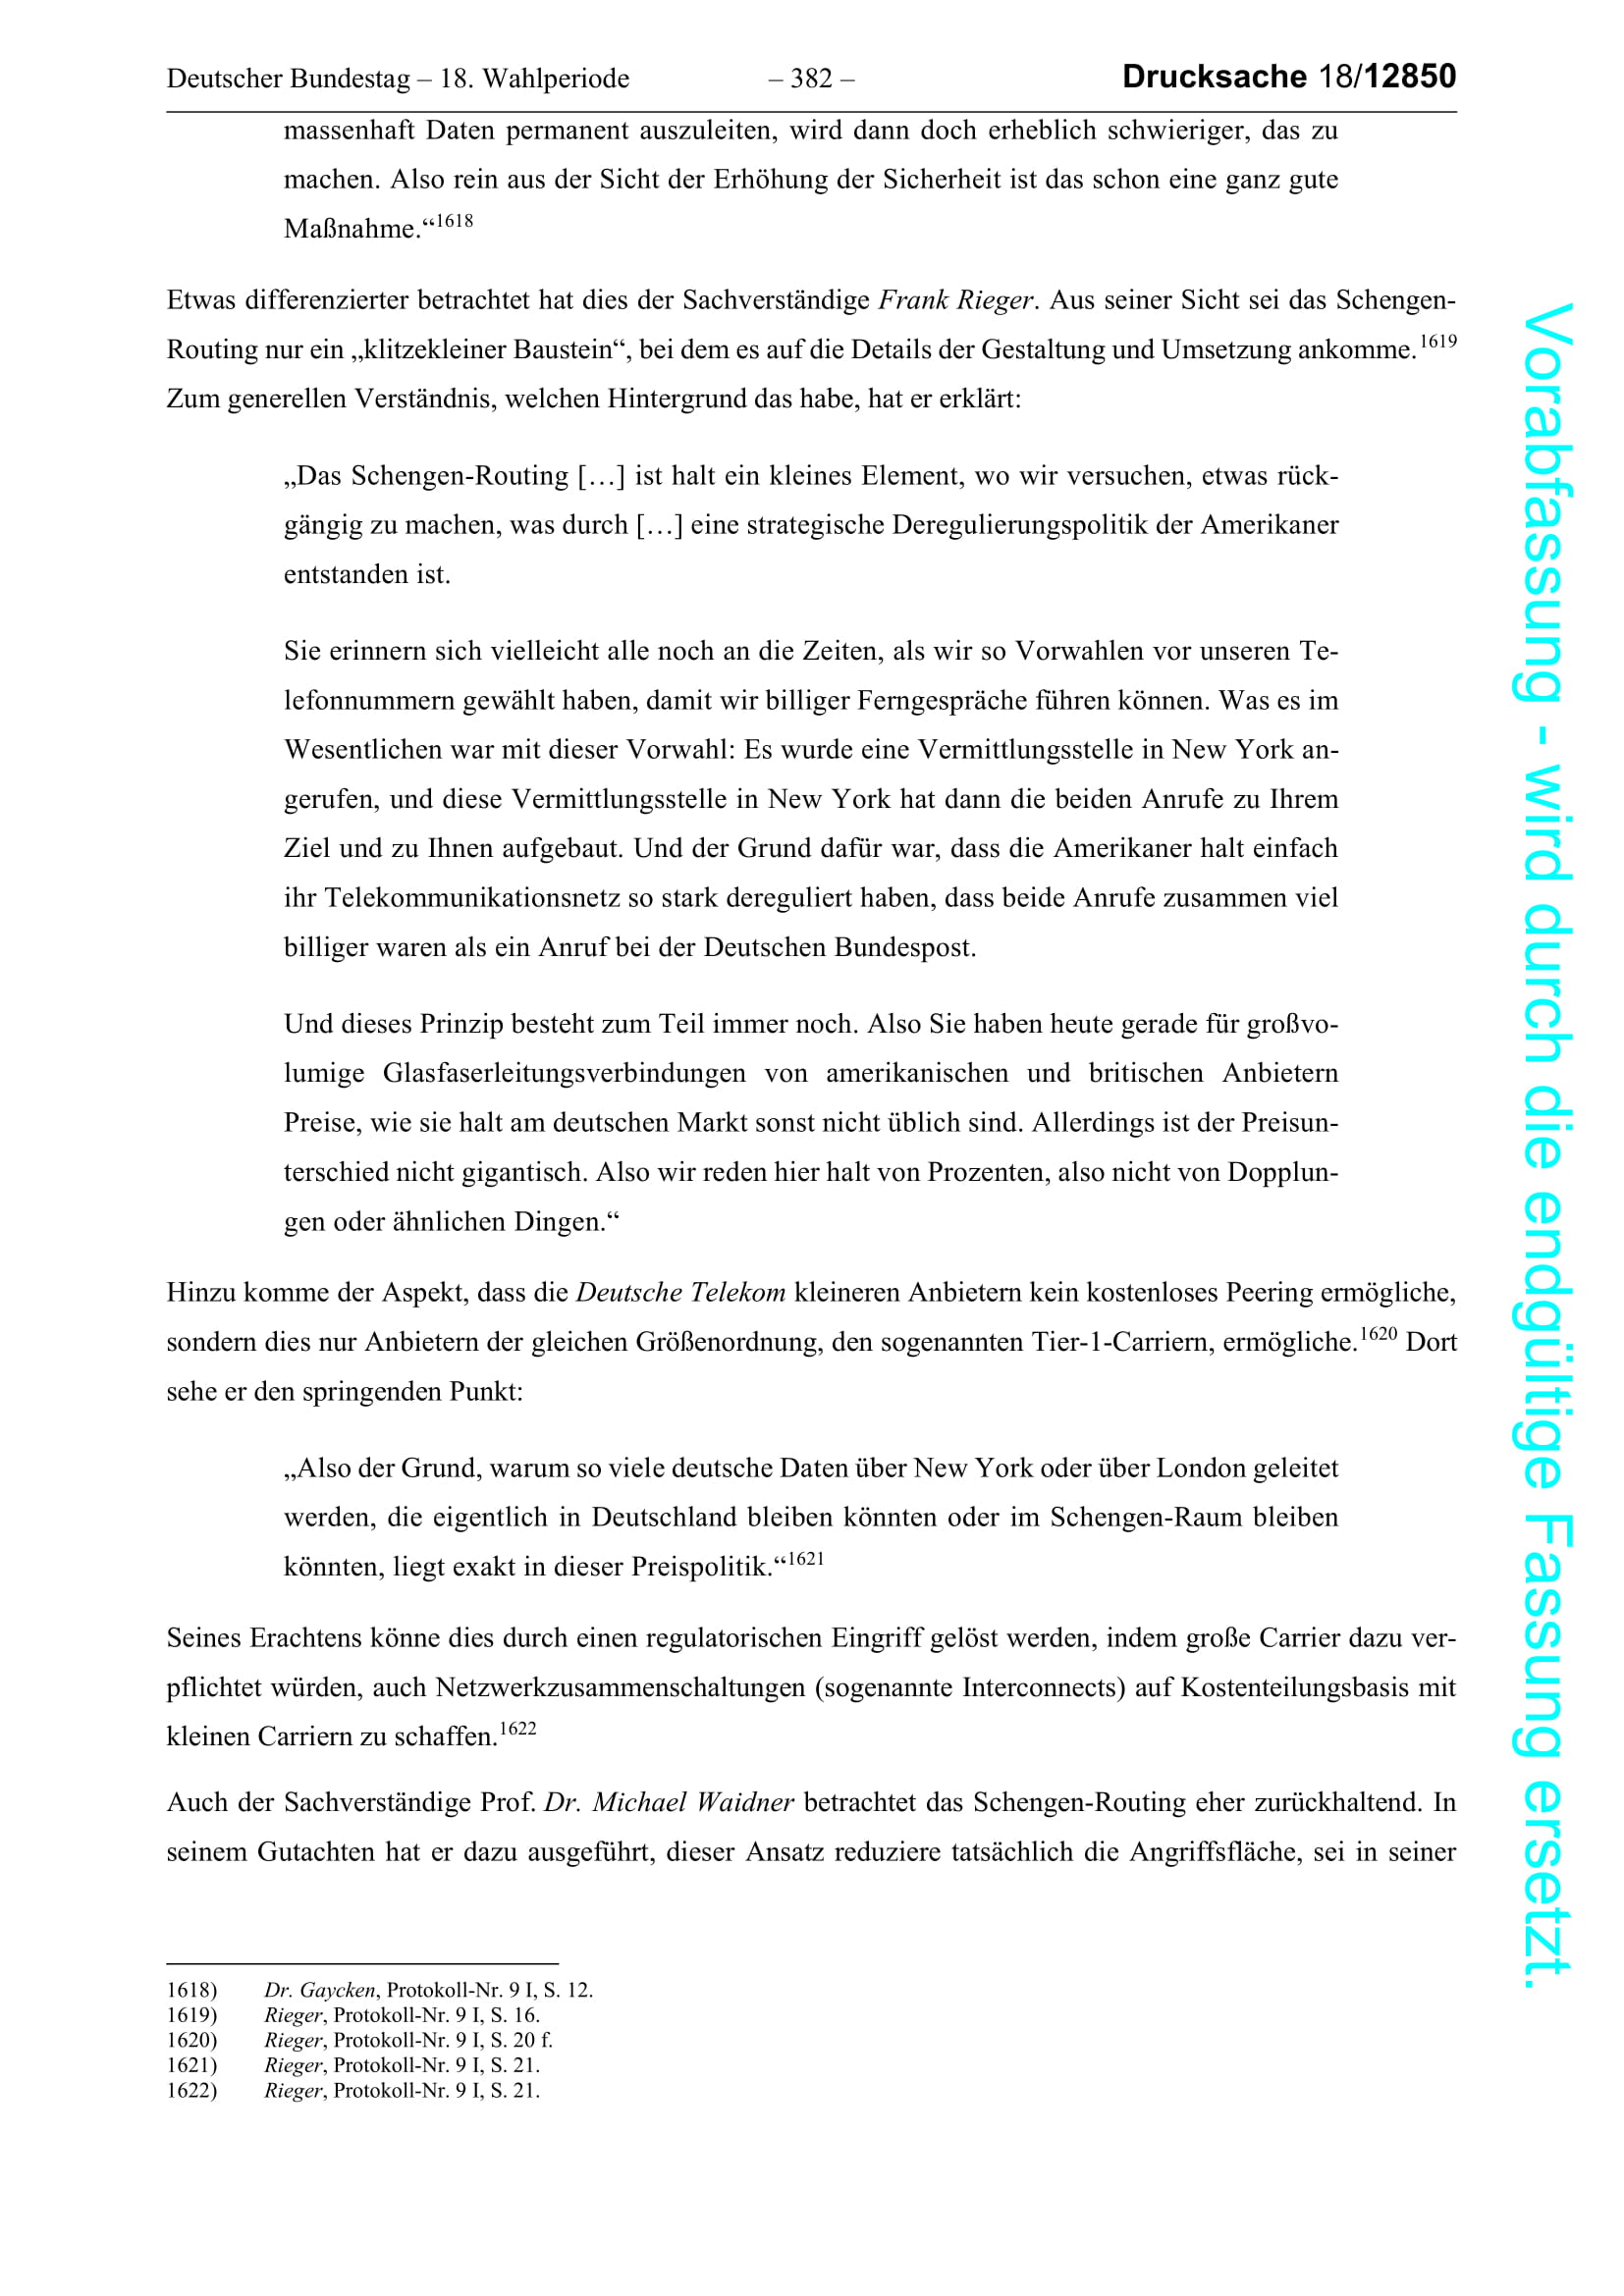 Deutscher Bundestag – 18. Wahlperiode – 382 – Drucksache 18/12850
massenhaft Daten permanent auszuleiten, wird dann doch erheblich schwieriger, das zu
machen. Also rein aus der Sicht der Erhöhung der Sicherheit ist das schon eine ganz gute
Maßnahme.“1618
Etwas differenzierter betrachtet hat dies der Sachverständige Frank Rieger. Aus seiner Sicht sei das Schengen-
Routing nur ein „klitzekleiner Baustein“, bei dem es auf die Details der Gestaltung und Umsetzung ankomme.1619
Zum generellen Verständnis, welchen Hintergrund das habe, hat er erklärt:
„Das Schengen-Routing […] ist halt ein kleines Element, wo wir versuchen, etwas rück-
gängig zu machen, was durch […] eine strategische Deregulierungspolitik der Amerikaner
entstanden ist.
Sie erinnern sich vielleicht alle noch an die Zeiten, als wir so Vorwahlen vor unseren Te-
lefonnummern gewählt haben, damit wir billiger Ferngespräche führen können. Was es im
Wesentlichen war mit dieser Vorwahl: Es wurde eine Vermittlungsstelle in New York an-
gerufen, und diese Vermittlungsstelle in New York hat dann die beiden Anrufe zu Ihrem
Ziel und zu Ihnen aufgebaut. Und der Grund dafür war, dass die Amerikaner halt einfach
ihr Telekommunikationsnetz so stark dereguliert haben, dass beide Anrufe zusammen viel
billiger waren als ein Anruf bei der Deutschen Bundespost.
Und dieses Prinzip besteht zum Teil immer noch. Also Sie haben heute gerade für großvo-
lumige Glasfaserleitungsverbindungen von amerikanischen und britischen Anbietern
Preise, wie sie halt am deutschen Markt sonst nicht üblich sind. Allerdings ist der Preisun-
terschied nicht gigantisch. Also wir reden hier halt von Prozenten, also nicht von Dopplun-
gen oder ähnlichen Dingen.“
Hinzu komme der Aspekt, dass die Deutsche Telekom kleineren Anbietern kein kostenloses Peering ermögliche,
sondern dies nur Anbietern der gleichen Größenordnung, den sogenannten Tier-1-Carriern, ermögliche.1620 Dort
sehe er den springenden Punkt:
„Also der Grund, warum so viele deutsche Daten über New York oder über London geleitet
werden, die eigentlich in Deutschland bleiben könnten oder im Schengen-Raum bleiben
könnten, liegt exakt in dieser Preispolitik.“1621
Seines Erachtens könne dies durch einen regulatorischen Eingriff gelöst werden, indem große Carrier dazu ver-
pflichtet würden, auch Netzwerkzusammenschaltungen (sogenannte Interconnects) auf Kostenteilungsbasis mit
kleinen Carriern zu schaffen.1622
Auch der Sachverständige Prof. Dr. Michael Waidner betrachtet das Schengen-Routing eher zurückhaltend. In
seinem Gutachten hat er dazu ausgeführt, dieser Ansatz reduziere tatsächlich die Angriffsfläche, sei in seiner
1618) Dr. Gaycken, Protokoll-Nr. 9 I, S. 12.
1619) Rieger, Protokoll-Nr. 9 I, S. 16.
1620) Rieger, Protokoll-Nr. 9 I, S. 20 f.
1621) Rieger, Protokoll-Nr. 9 I, S. 21.
1622) Rieger, Protokoll-Nr. 9 I, S. 21.
Vorabfassung - wird durch die endgültige Fassung ersetzt.